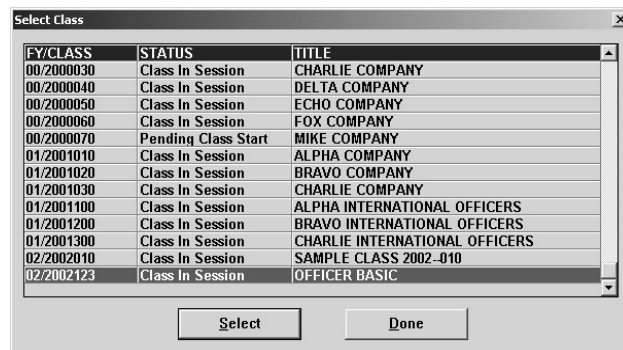 Select Class
FY/CLASS STATUS TITLE
00/2000030 Class In Session CHARLIE COMPANY
00/2000040 Class In Session DELTA COMPANY
00/2000050 Class In Session ECHO COMPANY
00/2000060 Class In Session FOX COMPANY
00/2000070 Pending Class Start MIKE COMPANY
01/2001010 Class In Session ALPHA COMPANY
01/2001020 Class In Session BRAVO COMPANY
01/2001030 Class In Session CHARLIE COMPANY
01/2001100 Class In Session ALPHA INTERNATIONAL OFFICERS
01/2001200 Class In Session BRAVO INTERNATIONAL OFFICERS
01/2001300 Class In Session CHARLIE INTERNATIONAL OFFICERS
02/2002010 Class In Session SAMPLE CLASS 2002--010
02/2002123 Class In Session OFFICER BASIC
Select Done